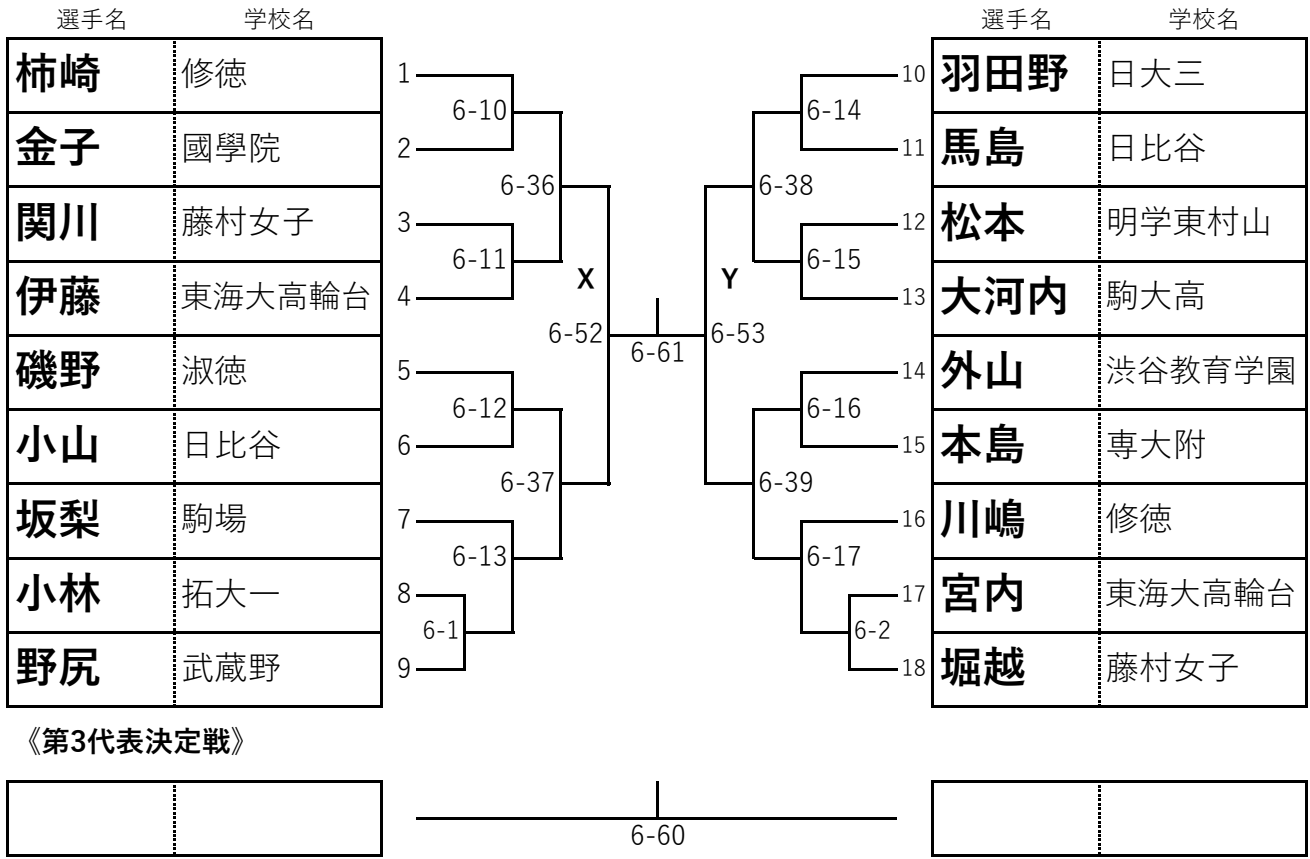 選手名 学校名 選手名 学校名
柿崎 修徳 1 10 羽田野 日大三
6-10 6-14
金子 國學院 2 11 馬島 日比谷
6-36 6-38
関川 藤村女子 3 12 松本 明学東村山
6-11 6-15
X Y
伊藤 東海大高輪台 4 13 大河内 駒大高
6-52 6-61 6-53
磯野 淑徳 5 14 外山 渋谷教育学園
6-12 6-16
小山 日比谷 6 15 本島 専大附
6-37 6-39
坂梨 駒場 7 16 川嶋 修徳
6-13 6-17
小林 拓大一 8 17 宮内 東海大高輪台
6-1 6-2
野尻 武蔵野 9 18 堀越 藤村女子
《第3代表決定戦》
6-60